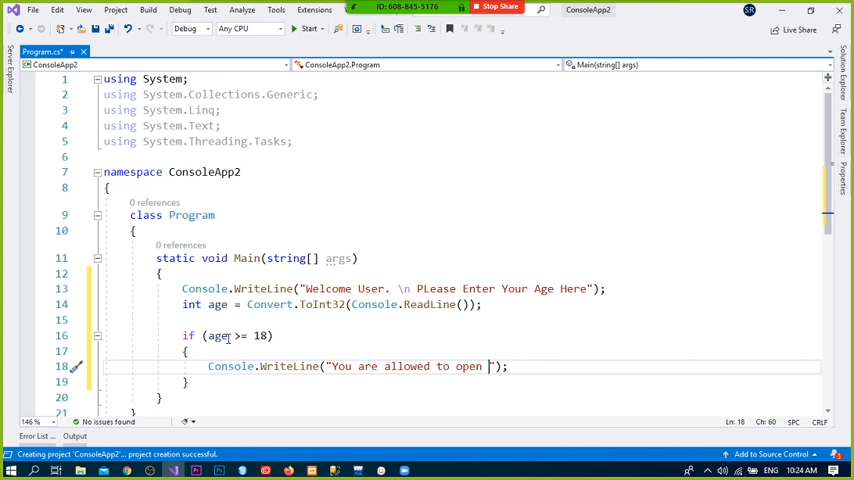 File Edit View Project Build Debug Test Analyze Tools Extensions
ID: 608-845-5176 Stop Share
ConsoleApp2
SR
Debug Any CPU Start
Live Share
Program.cs*
ConsoleApp2 ConsoleApp2.Program Main(string[] args)
Server Explorer
Solution Explorer
Team Explorer
Properties
1 using System;
2 using System.Collections.Generic;
3 using System.Linq;
4 using System.Text;
5 using System.Threading.Tasks;
6
7 namespace ConsoleApp2
8 {
0 references
9 class Program
10 {
0 references
11 static void Main(string[] args)
12 {
13 Console.WriteLine("Welcome User. \n PLease Enter Your Age Here");
14 int age = Convert.ToInt32(Console.ReadLine());
15
16 if (age >= 18)
17 {
18 Console.WriteLine("You are allowed to open ");
19 }
20 }
21 }
146 % No issues found Ln: 18 Ch: 60 SPC CRLF
Error List ... Output
Creating project 'ConsoleApp2'... project creation successful. Add to Source Control 3
ENG 10:24 AM